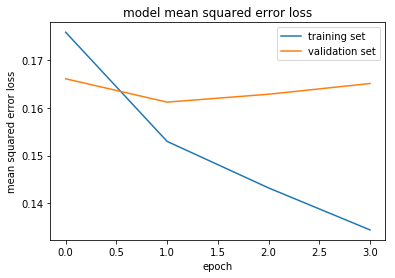 model mean squared error loss
training set
validation set
mean squared error loss
0.17
0.16
0.15
0.14
0.0
0.5
1.0
1.5
2.0
2.5
3.0
epoch